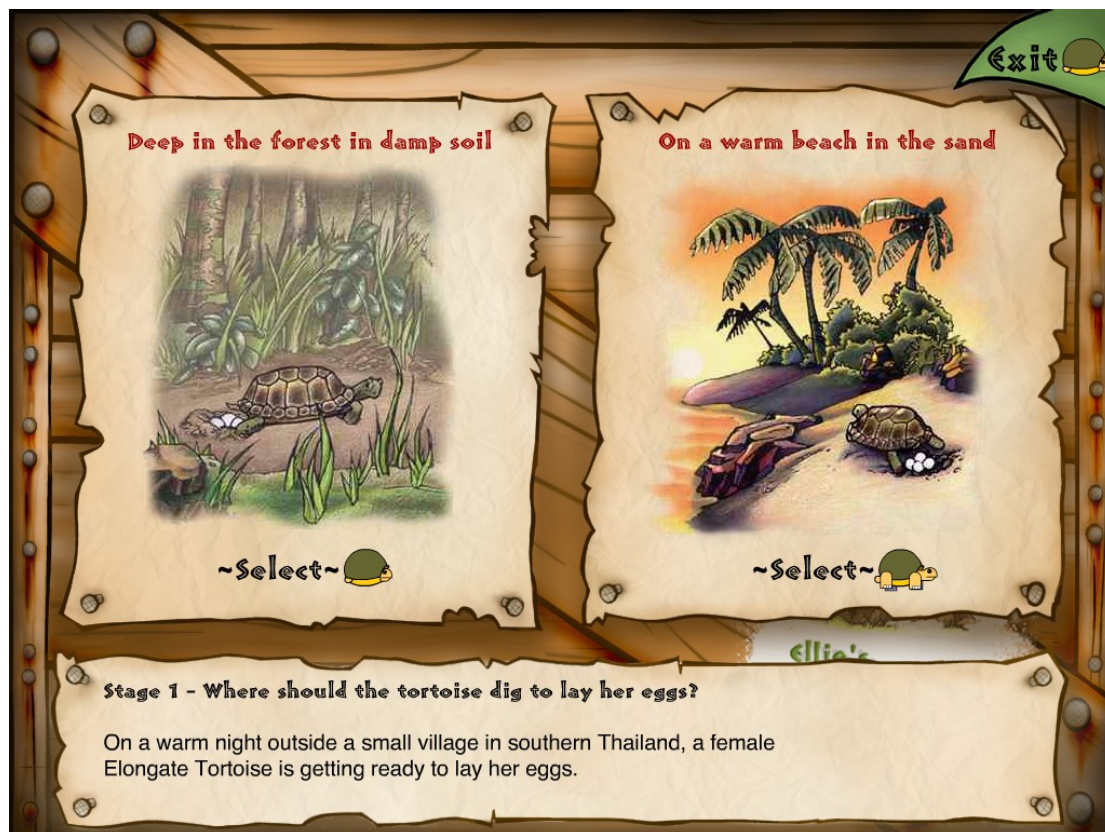 Exit
Deep in the forest in damp soil
On a warm beach in the sand
~Select~
~Select~
Ellie's
Stage 1 - Where should the tortoise dig to lay her eggs?
On a warm night outside a small village in southern Thailand, a female
Elongate Tortoise is getting ready to lay her eggs.